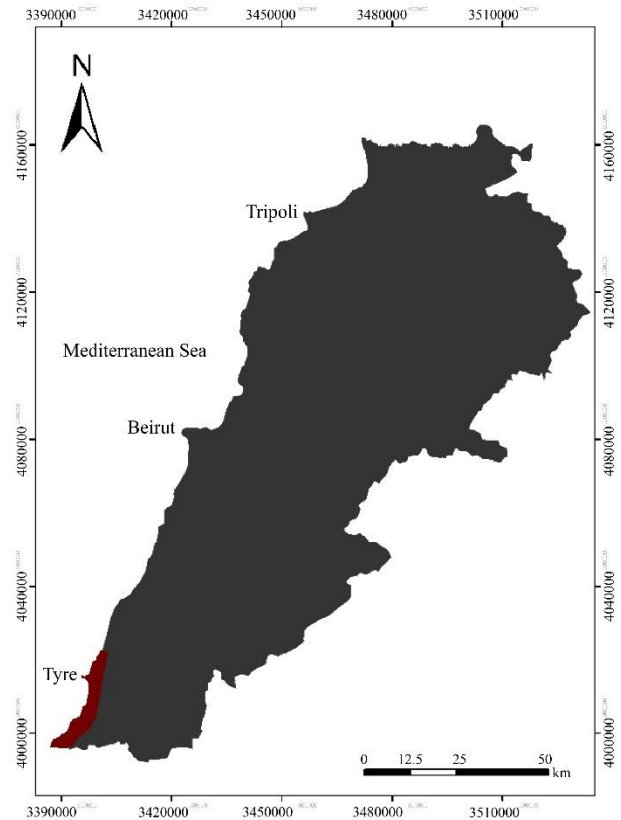 3390000 3420000 3450000 3480000 3510000
N
4160000 4160000
Tripoli
4120000 4120000
Mediterranean Sea
Beirut
4080000 4080000
4040000 4040000
Tyre
4000000 4000000
0 12.5 25 50
km
3390000 3420000 3450000 3480000 3510000